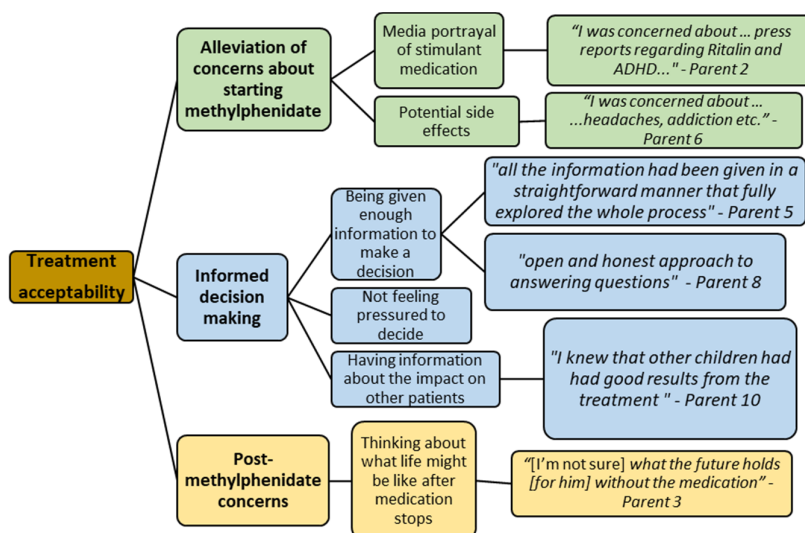 Alleviation of
concerns about
starting
methylphenidate
Media portrayal
of stimulant
medication
“I was concerned about … press
reports regarding Ritalin and
ADHD..." - Parent 2
Potential side
effects
“I was concerned about …
...headaches, addiction etc.” -
Parent 6
Treatment
acceptability
Informed
decision
making
Being given
enough
information to
make a
decision
"all the information had been given in a
straightforward manner that fully
explored the whole process" - Parent 5
"open and honest approach to
answering questions" - Parent 8
Not feeling
pressured to
decide
Having information
about the impact on
other patients
"I knew that other children had
had good results from the
treatment " - Parent 10
Post-
methylphenidate
concerns
Thinking about
what life might
be like after
medication
stops
“[I’m not sure] what the future holds
[for him] without the medication” -
Parent 3